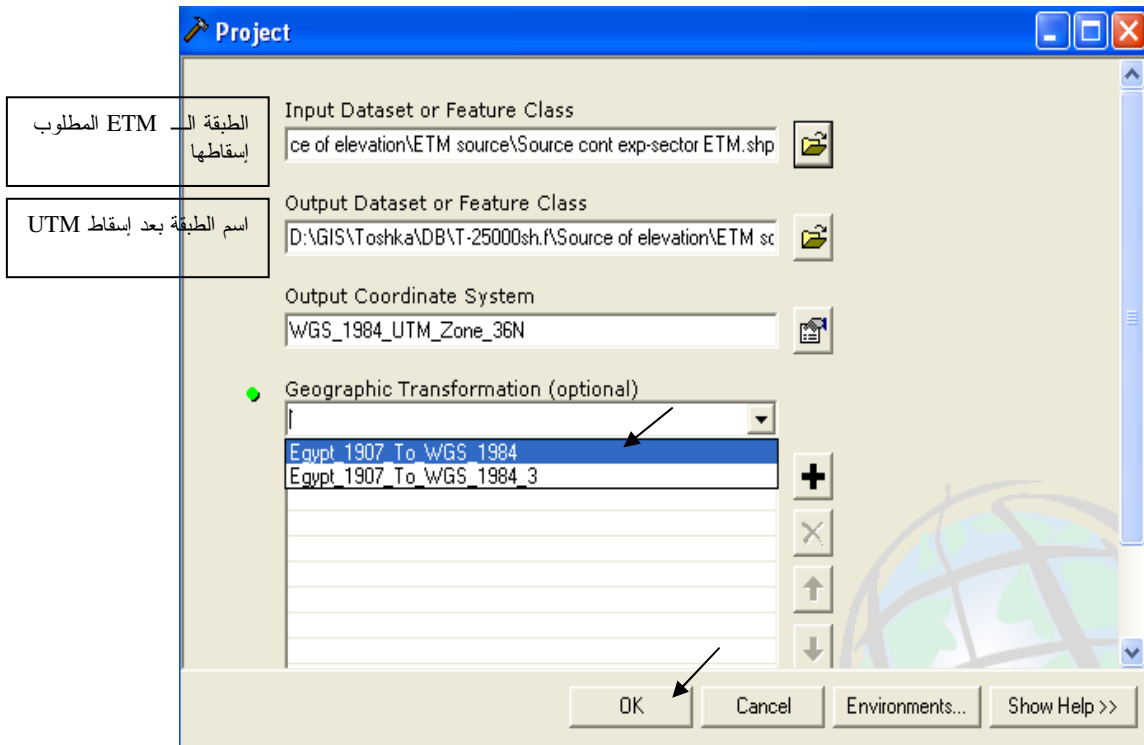 Project
Input Dataset or Feature Class
الطبقة الـ ETM المطلوب
إسقاطها
ce of elevation\ETM source\Source cont exp-sector ETM.shp
Output Dataset or Feature Class
اسم الطبقة بعد إسقاط UTM
D:\GIS\Toshka\DB\T-25000sh.f\Source of elevation\ETM sc
Output Coordinate System
WGS_1984_UTM_Zone_36N
Geographic Transformation (optional)
Egypt_1907_To_WGS_1984
Egypt_1907_To_WGS_1984_3
OK
Cancel
Environments...
Show Help >>